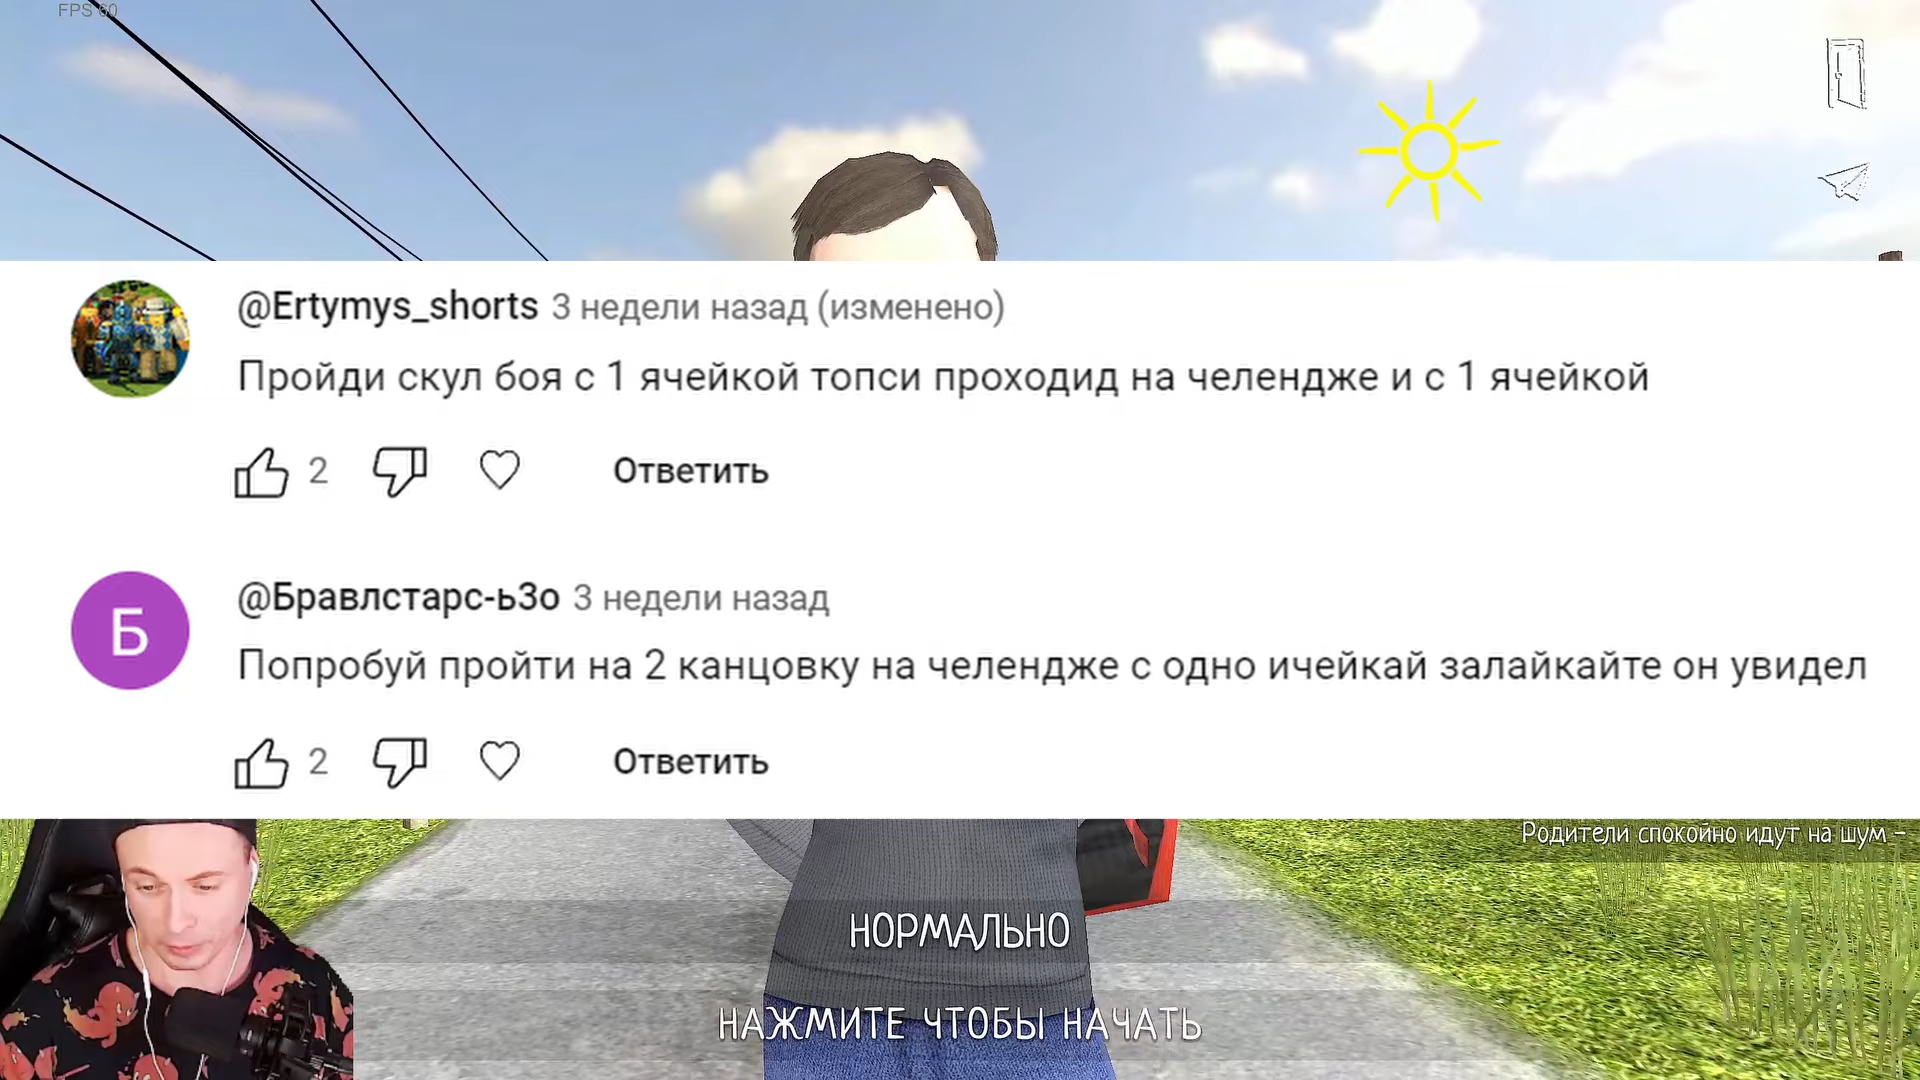 FPS 60
@Ertymys_shorts 3 недели назад (изменено)
Пройди скул боя с 1 ячейкой топси проходид на челендже и с 1 ячейкой
2 Ответить
@Бравлстарс-ь3о 3 недели назад
Б
Попробуй пройти на 2 канцовку на челендже с одно ичейкай залайкайте он увидел
2 Ответить
Родители спокойно идут на шум -
НОРМАЛЬНО
НАЖМИТЕ ЧТОБЫ НАЧАТЬ